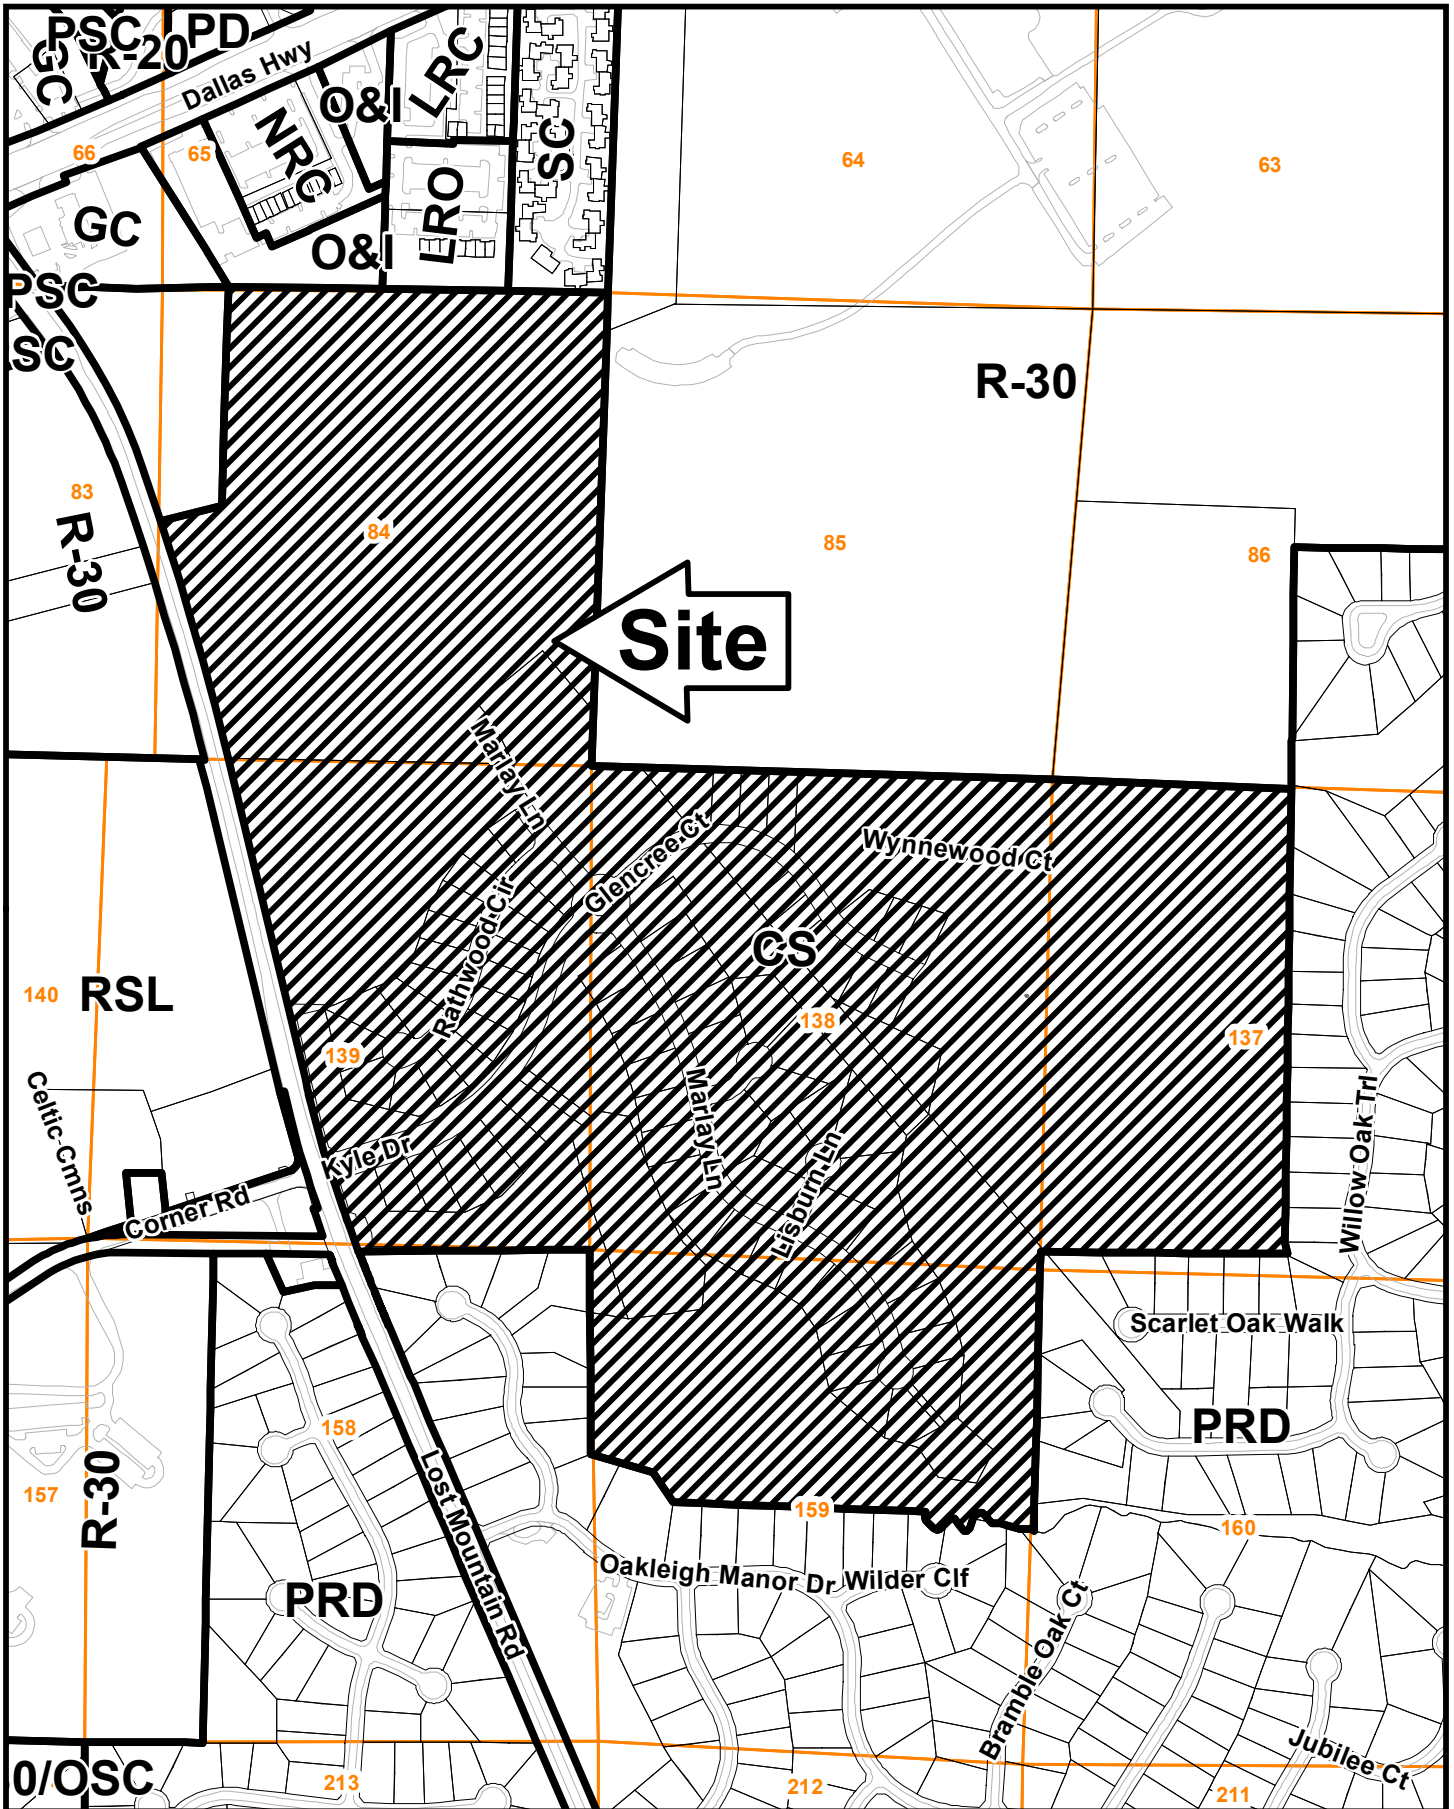 PSC
PD
R-20
GC
Dallas Hwy
LRC
O&I
NRC
SC
66
65
64
63
LRO
GC
O&I
PSC
SC
R-30
83
84
85
86
R-30
Site
Marlay Ln
Glencree Ct
Wynnewood Ct
Rathwood Cir
CS
140
RSL
138
137
139
Celtic Cmns
Marlay Ln
Willow Oak Trl
Kyle Dr
Lisburn Ln
Corner Rd
Scarlet Oak Walk
158
PRD
157
R-30
Lost Mountain Rd
159
160
Oakleigh Manor Dr
Wilder Clf
PRD
Bramble Oak Ct
Jubilee Ct
0/OSC
213
212
211